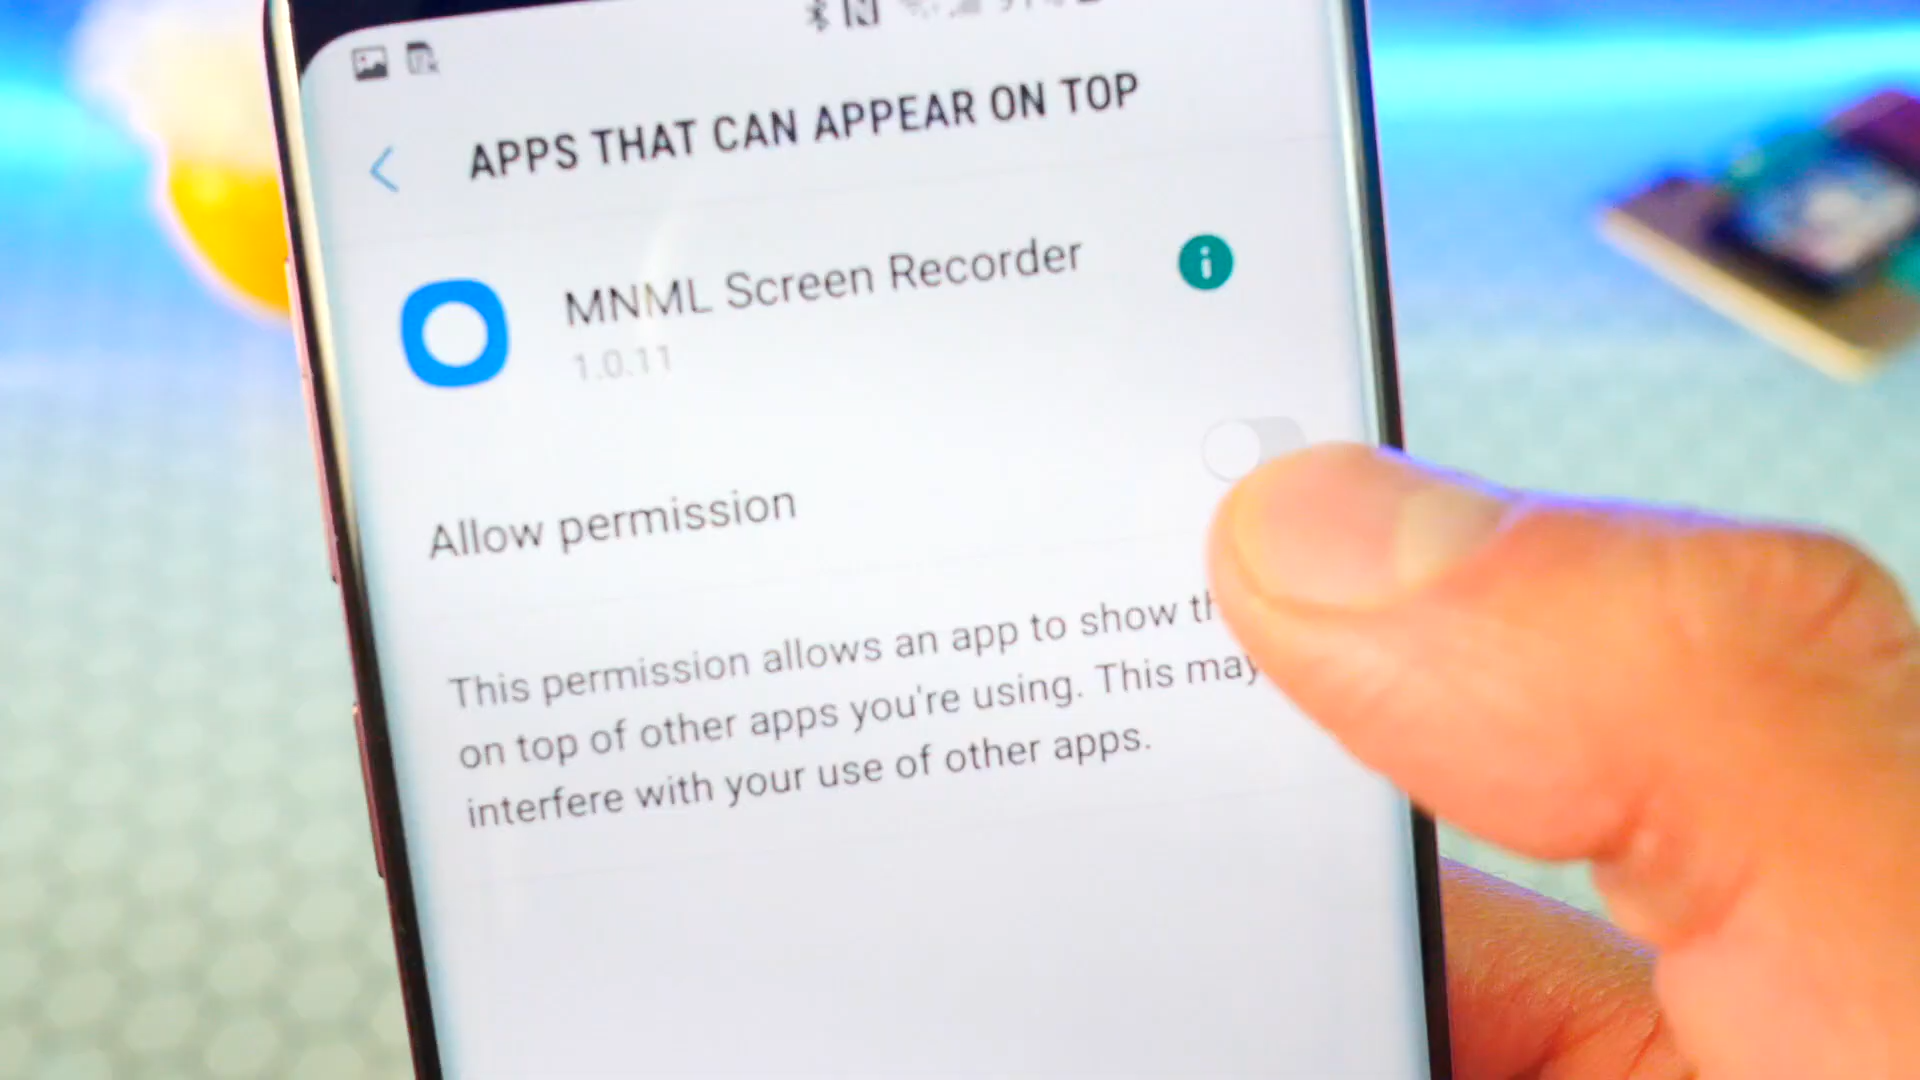 APPS THAT CAN APPEAR ON TOP
MNML Screen Recorder
1.0.11
Allow permission
This permission allows an app to show
on top of other apps you're using. This may
interfere with your use of other apps.